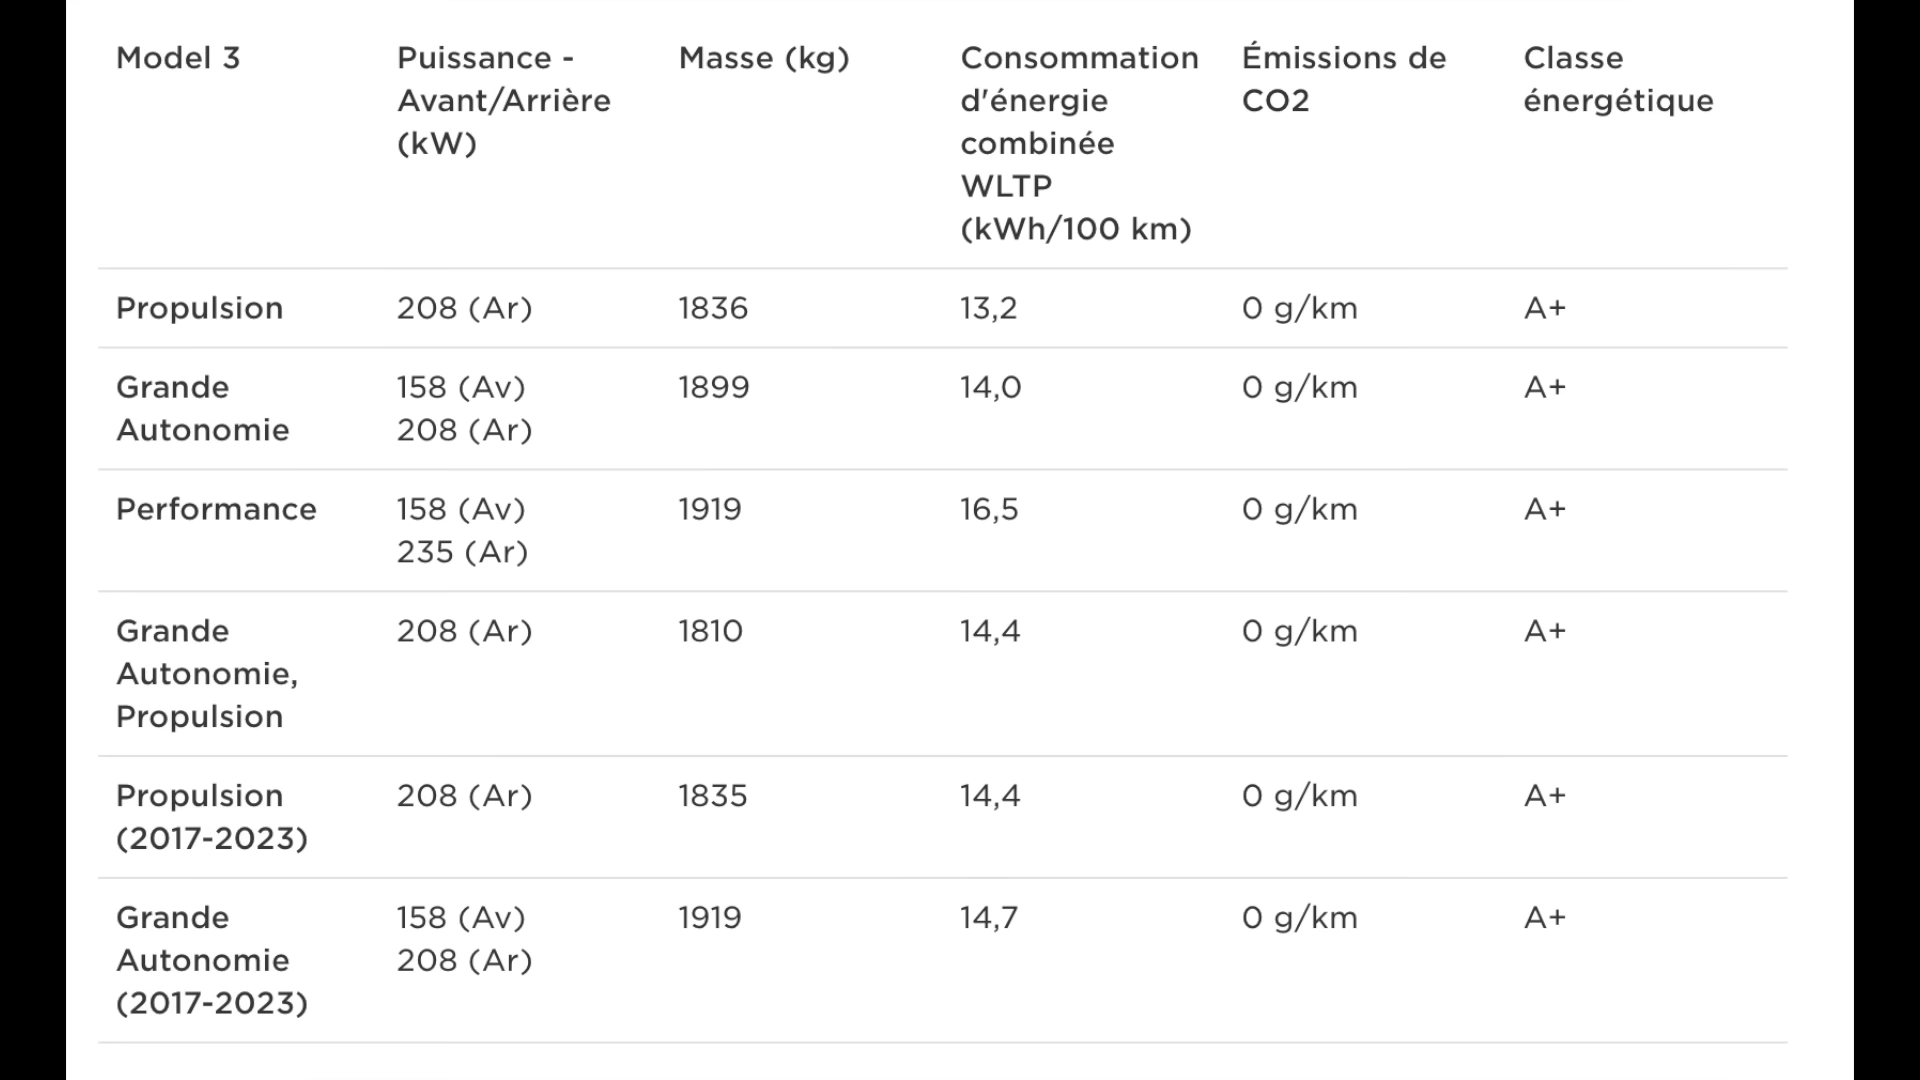 Model 3
Puissance -
Avant/Arrière
(kW)
Masse (kg)
Consommation
d'énergie
combinée
WLTP
(kWh/100 km)
Émissions de
CO2
Classe
énergétique
Propulsion
208 (Ar)
1836
13,2
0 g/km
A+
Grande
Autonomie
158 (Av)
208 (Ar)
1899
14,0
0 g/km
A+
Performance
158 (Av)
235 (Ar)
1919
16,5
0 g/km
A+
Grande
Autonomie,
Propulsion
208 (Ar)
1810
14,4
0 g/km
A+
Propulsion
(2017-2023)
208 (Ar)
1835
14,4
0 g/km
A+
Grande
Autonomie
(2017-2023)
158 (Av)
208 (Ar)
1919
14,7
0 g/km
A+